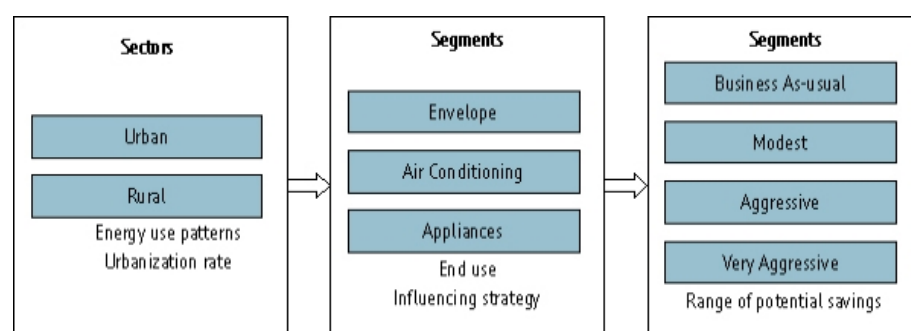 Sectors
Urban
Rural
Energy use patterns
Urbanization rate
Segments
Envelope
Air Conditioning
Appliances
End use
Influencing strategy
Segments
Business As-usual
Modest
Aggressive
Very Aggressive
Range of potential savings